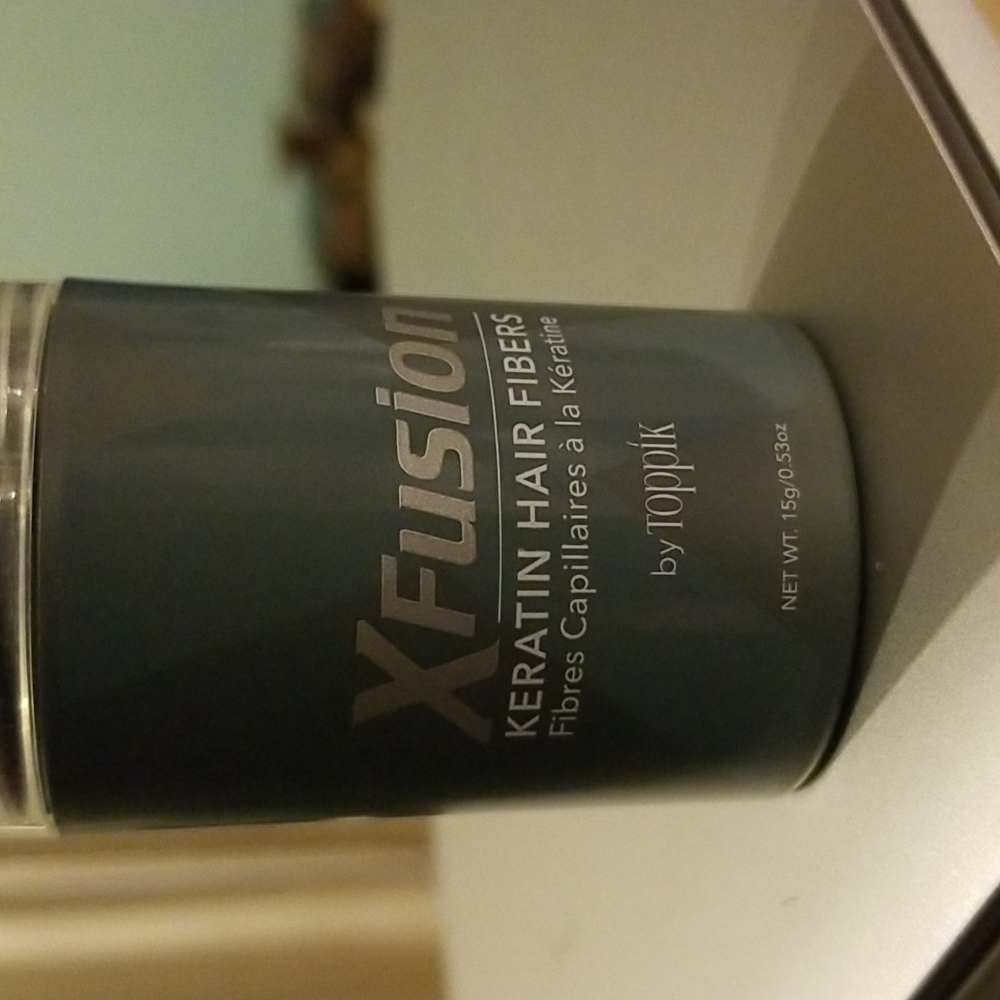 XFusion
KERATIN HAIR FIBERS
Fibres Capillaires à la Kératine
by TOPPIK
NET WT. 15g/0.53oz